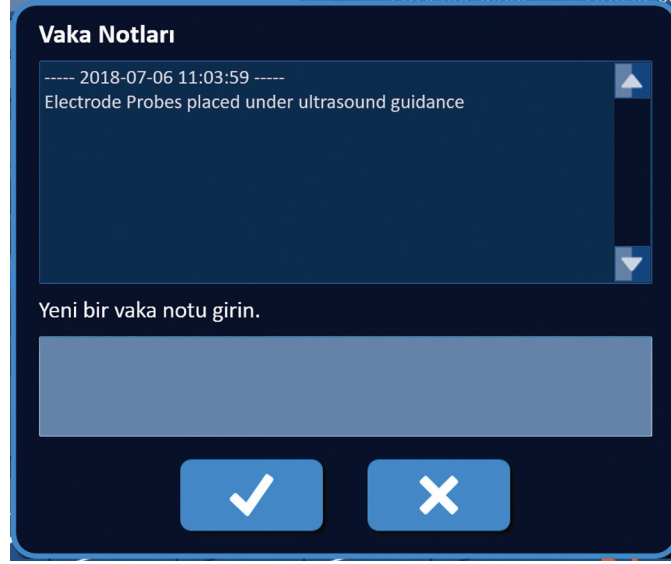 Vaka Notları
----- 2018-07-06 11:03:59 -----
Electrode Probes placed under ultrasound guidance
Yeni bir vaka notu girin.